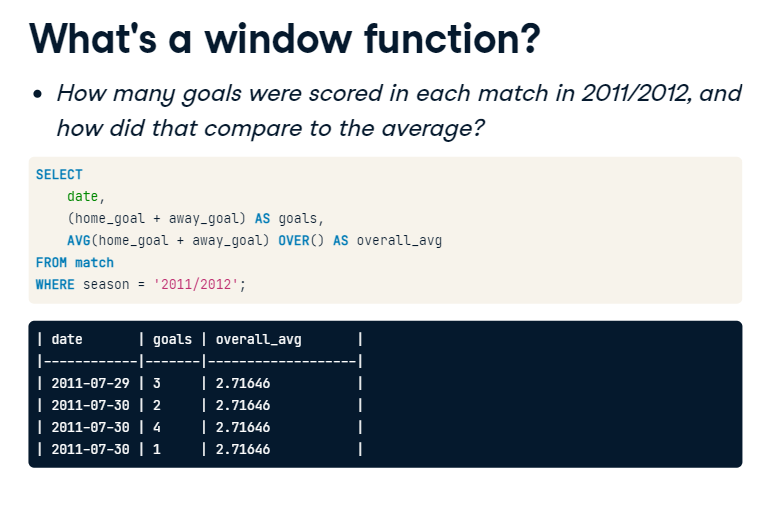 What's a window function?
• How many goals were scored in each match in 2011/2012, and
how did that compare to the average?
SELECT
    date,
    (home_goal + away_goal) AS goals,
    AVG(home_goal + away_goal) OVER() AS overall_avg
FROM match
WHERE season = '2011/2012';
| date       | goals | overall_avg       |
|------------|-------|-------------------|
| 2011-07-29 | 3     | 2.71646           |
| 2011-07-30 | 2     | 2.71646           |
| 2011-07-30 | 4     | 2.71646           |
| 2011-07-30 | 1     | 2.71646           |